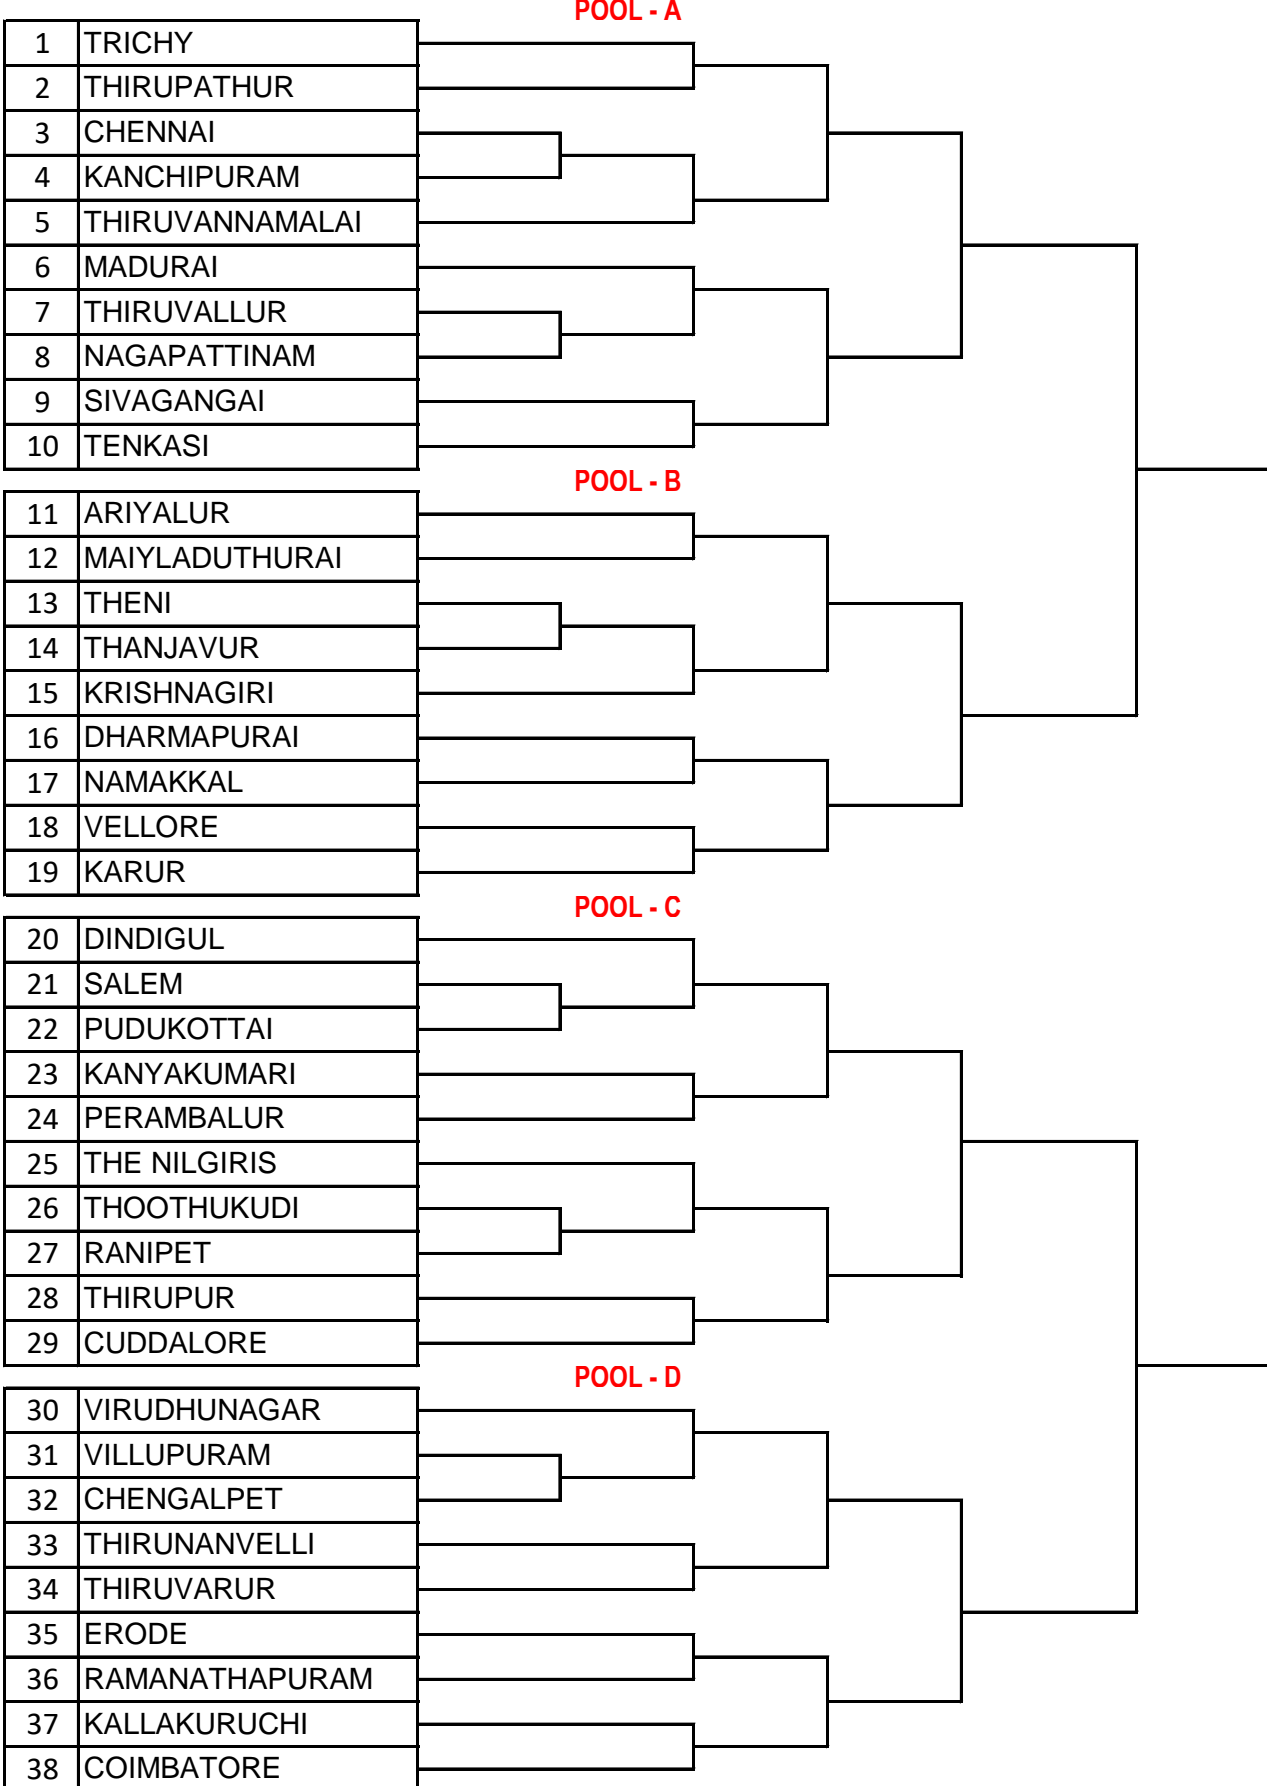 POOL - A
1 TRICHY
2 THIRUPATHUR
3 CHENNAI
4 KANCHIPURAM
5 THIRUVANNAMALAI
6 MADURAI
7 THIRUVALLUR
8 NAGAPATTINAM
9 SIVAGANGAI
10 TENKASI
POOL - B
11 ARIYALUR
12 MAIYLADUTHURAI
13 THENI
14 THANJAVUR
15 KRISHNAGIRI
16 DHARMAPURAI
17 NAMAKKAL
18 VELLORE
19 KARUR
POOL - C
20 DINDIGUL
21 SALEM
22 PUDUKOTTAI
23 KANYAKUMARI
24 PERAMBALUR
25 THE NILGIRIS
26 THOOTHUKUDI
27 RANIPET
28 THIRUPUR
29 CUDDALORE
POOL - D
30 VIRUDHUNAGAR
31 VILLUPURAM
32 CHENGALPET
33 THIRUNANVELLI
34 THIRUVARUR
35 ERODE
36 RAMANATHAPURAM
37 KALLAKURUCHI
38 COIMBATORE